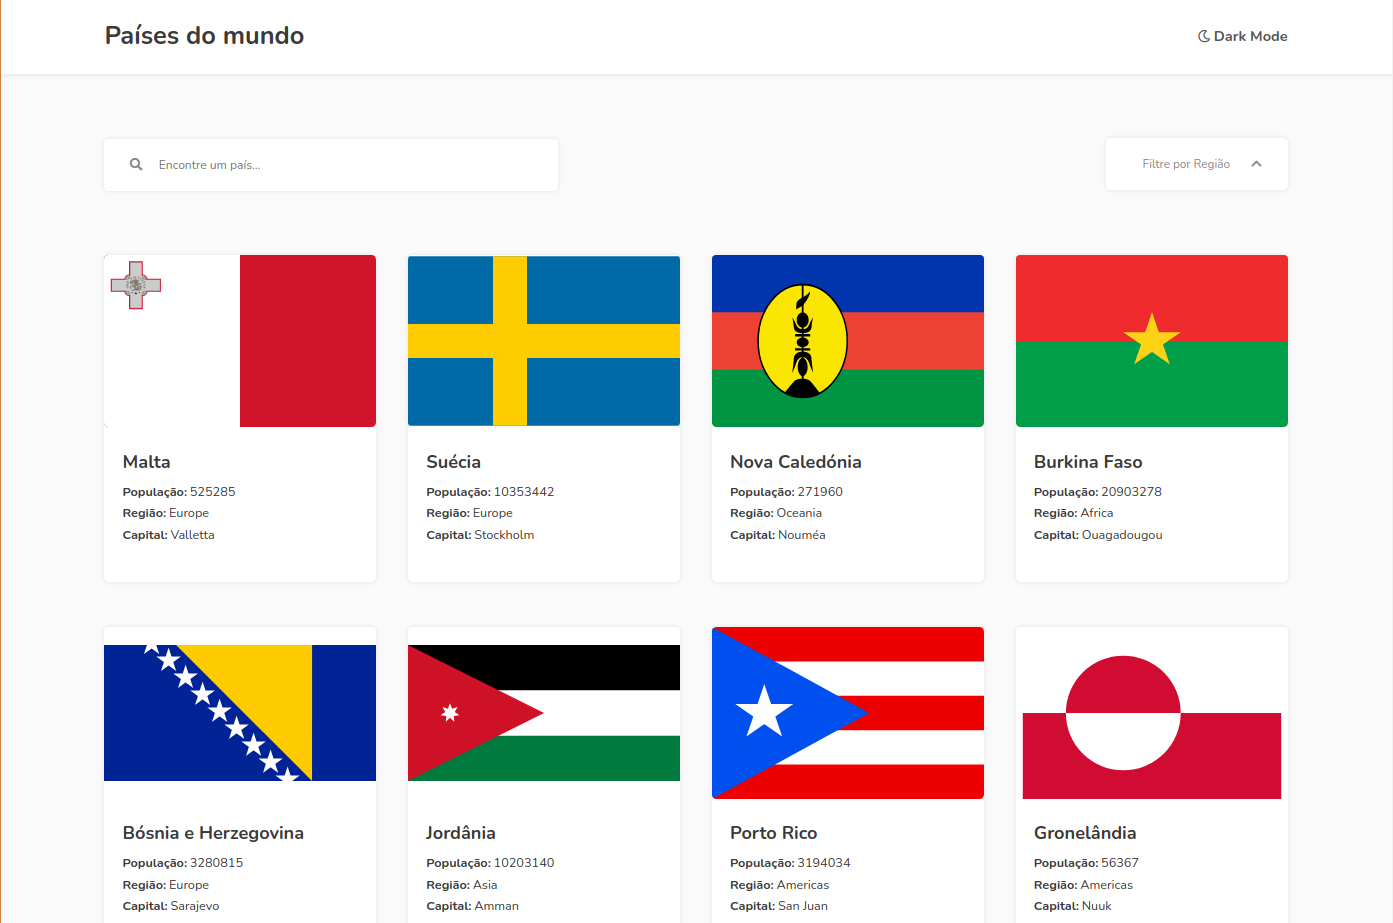 Países do mundo
Dark Mode
Encontre um país...
Filtre por Região
Malta
População: 525285
Região: Europe
Capital: Valletta
Suécia
População: 10353442
Região: Europe
Capital: Stockholm
Nova Caledónia
População: 271960
Região: Oceania
Capital: Nouméa
Burkina Faso
População: 20903278
Região: Africa
Capital: Ouagadougou
Bósnia e Herzegovina
População: 3280815
Região: Europe
Capital: Sarajevo
Jordânia
População: 10203140
Região: Asia
Capital: Amman
Porto Rico
População: 3194034
Região: Americas
Capital: San Juan
Gronelândia
População: 56367
Região: Americas
Capital: Nuuk